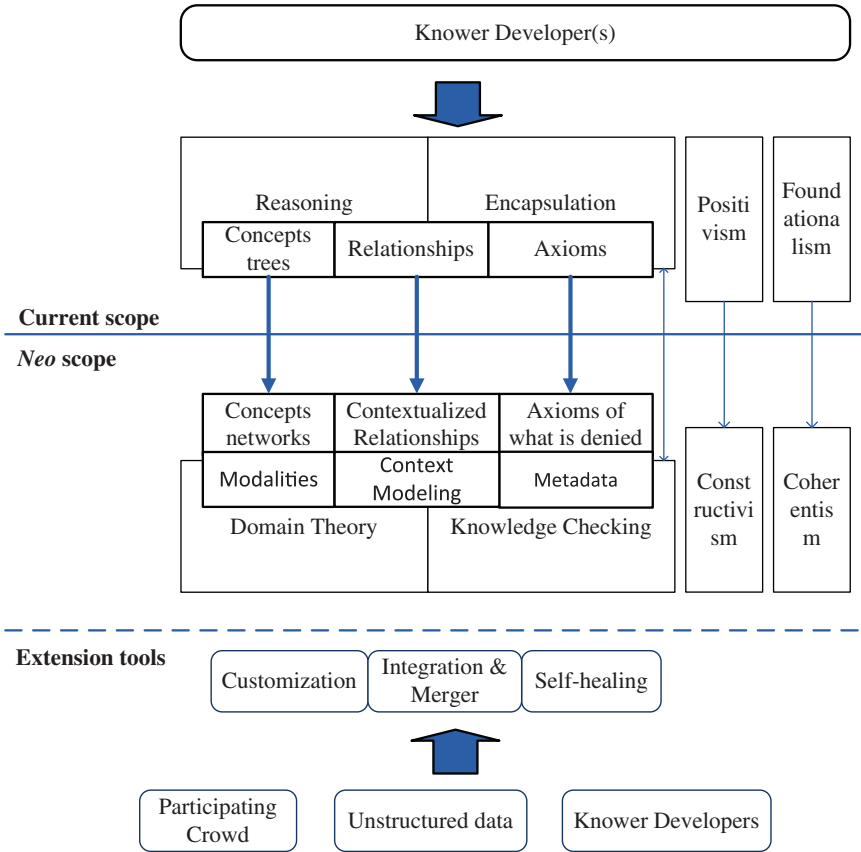 Knower Developer(s)
Reasoning
Encapsulation
Concepts
trees
Relationships
Axioms
Positi
vism
Found
ationa
lism
Current scope
Neo scope
Concepts
networks
Contextualized
Relationships
Axioms of
what is denied
Modalities
Context
Modeling
Metadata
Domain Theory
Knowledge Checking
Const
ructivi
sm
Coher
entis
m
Extension tools
Customization
Integration &
Merger
Self-healing
Participating
Crowd
Unstructured data
Knower Developers